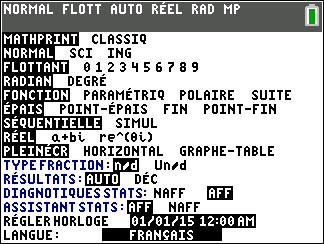 NORMAL FLOTT AUTO RÉEL RAD MP
MATHPRINT CLASSIQ
NORMAL SCI ING
FLOTTANT 0 1 2 3 4 5 6 7 8 9
RADIAN DEGRÉ
FONCTION PARAMÉTRIQ POLAIRE SUITE
ÉPAIS POINT-ÉPAIS FIN POINT-FIN
SÉQUENTIELLE SIMUL
RÉEL a+bi re^(θi)
PLEINÉCR HORIZONTAL GRAPHE-TABLE
TYPE FRACTION: n/d Un/d
RÉSULTATS: AUTO DÉC
DIAGNOTIQUES STATS: NAFF AFF
ASSISTANT STATS: AFF NAFF
RÉGLER HORLOGE 01/01/15 12:00 AM
LANGUE: FRANÇAIS